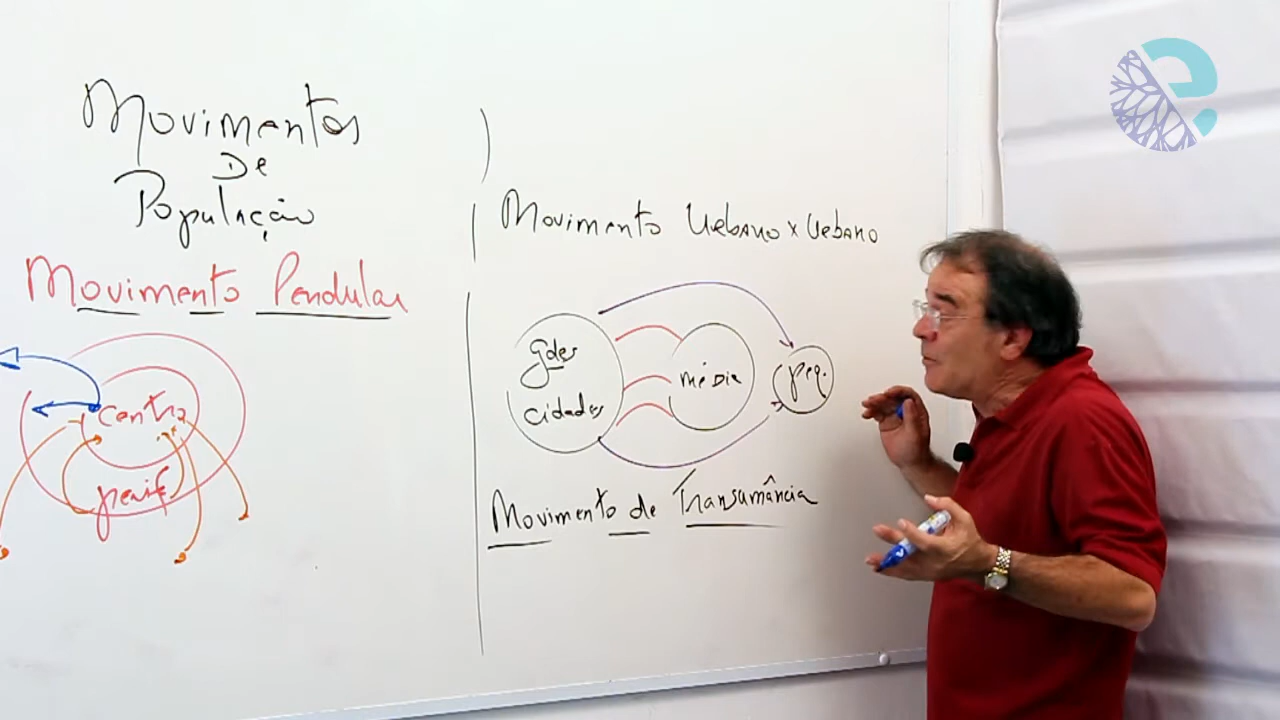 Movimentos
De
População
Movimento Pendular
centro
perif
Movimento Urbano x Urbano
gdes
cidades
média
peq.
Movimento de Transumância